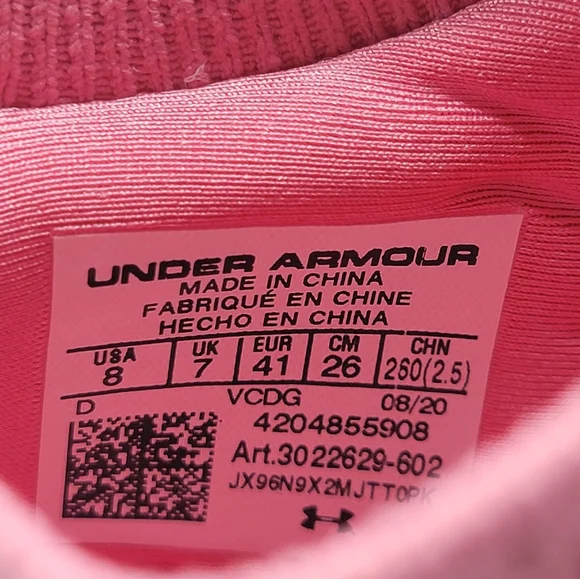 UNDER ARMOUR
MADE IN CHINA
FABRIQUÉ EN CHINE
HECHO EN CHINA
USA UK EUR CM CHN
8 7 41 26 260(2.5)
D VCDG 08/20
4204855908
Art.3022629-602